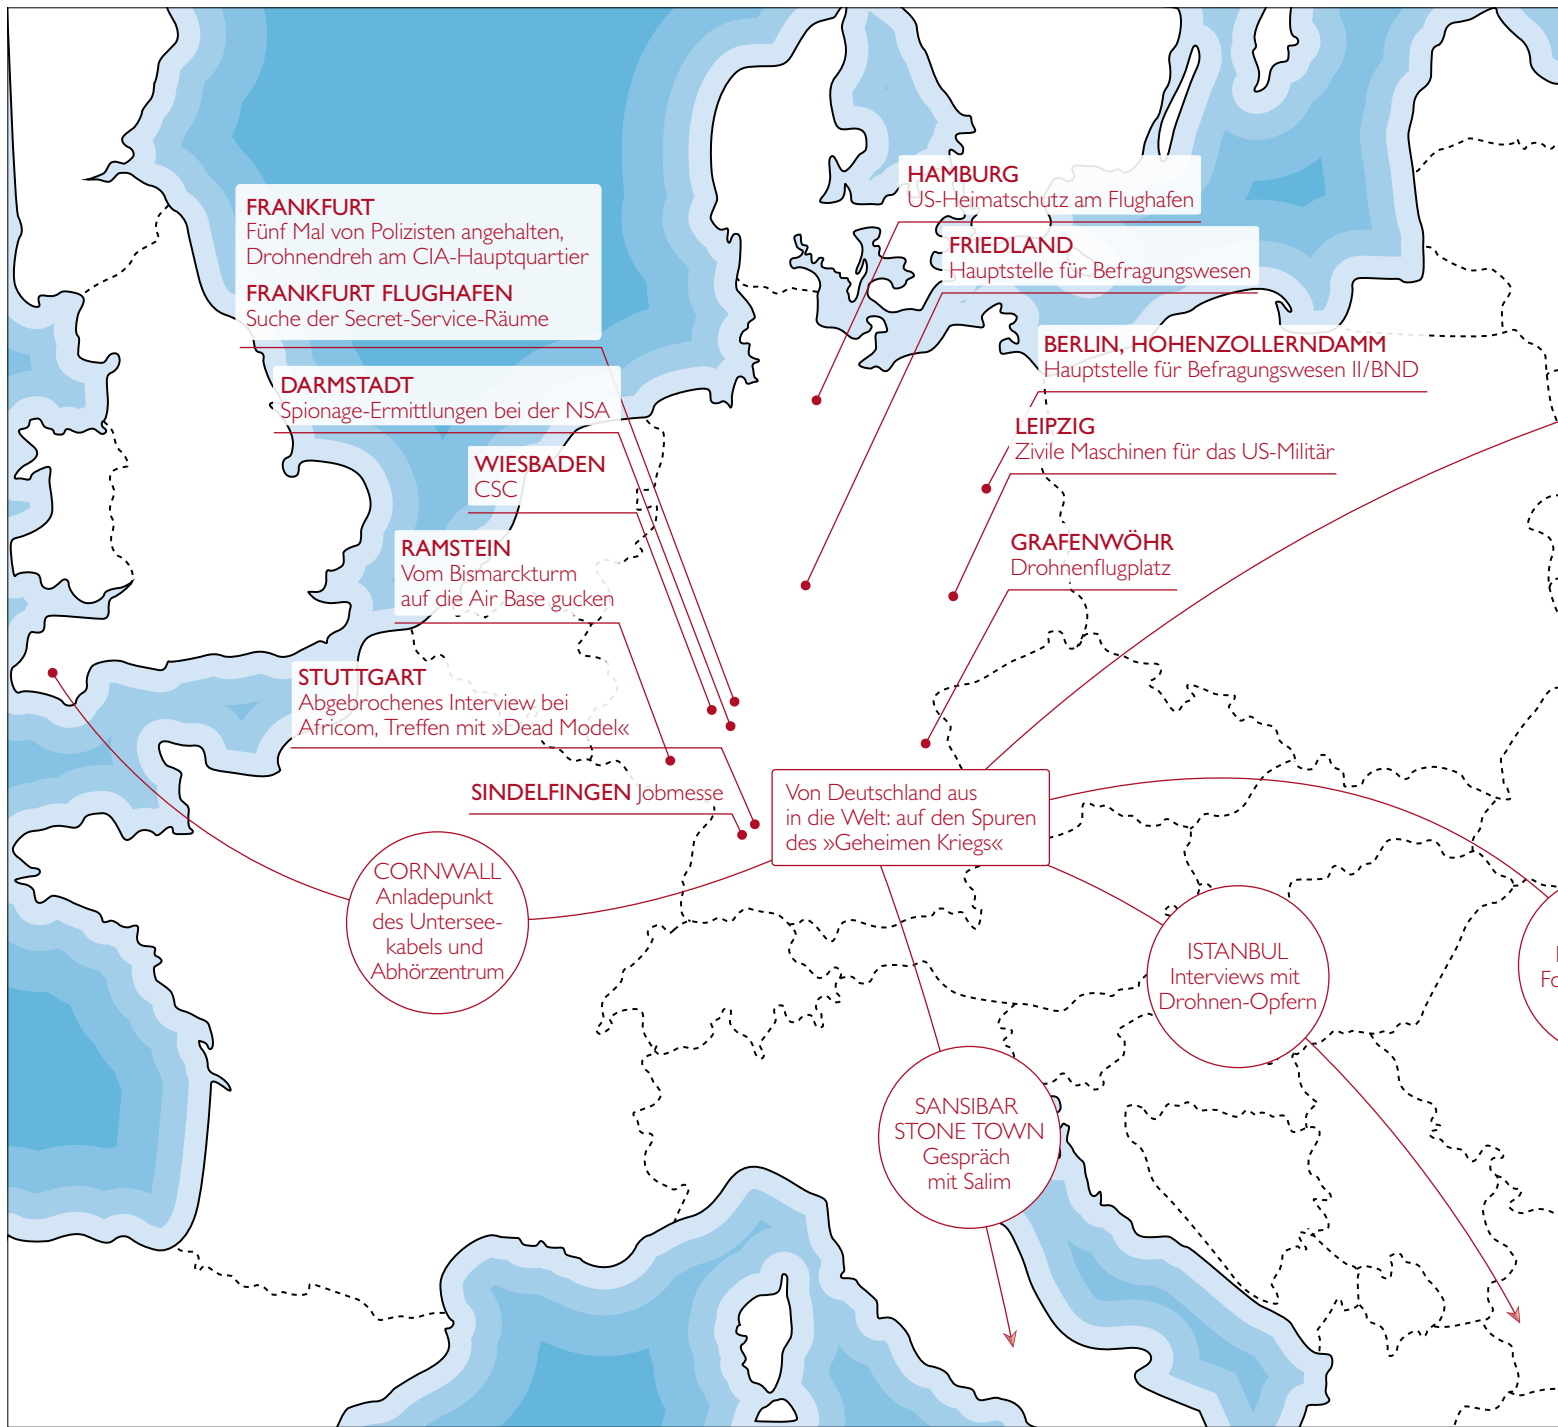 FRANKFURT
Fünf Mal von Polizisten angehalten,
Drohnendreh am CIA-Hauptquartier
FRANKFURT FLUGHAFEN
Suche der Secret-Service-Räume
DARMSTADT
Spionage-Ermittlungen bei der NSA
WIESBADEN
CSC
RAMSTEIN
Vom Bismarckturm
auf die Air Base gucken
STUTTGART
Abgebrochenes Interview bei
Africom, Treffen mit »Dead Model«
SINDELFINGEN Jobmesse
HAMBURG
US-Heimatschutz am Flughafen
FRIEDLAND
Hauptstelle für Befragungswesen
BERLIN, HOHENZOLLERNDAMM
Hauptstelle für Befragungswesen II/BND
LEIPZIG
Zivile Maschinen für das US-Militär
GRAFENWÖHR
Drohnenflugplatz
Von Deutschland aus
in die Welt: auf den Spuren
des »Geheimen Kriegs«
CORNWALL
Anladepunkt
des Untersee-
kabels und
Abhörzentrum
ISTANBUL
Interviews mit
Drohnen-Opfern
SANSIBAR
STONE TOWN
Gespräch
mit Salim